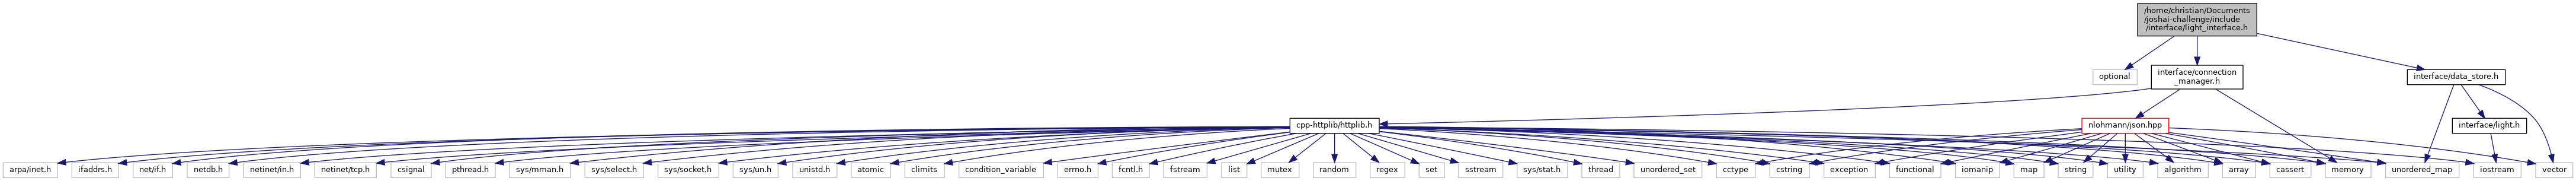 /home/christian/Documents
/joshai-challenge/include
/interface/light_interface.h
optional
interface/connection
_manager.h
interface/data_store.h
cpp-httplib/httplib.h
nlohmann/json.hpp
interface/light.h
arpa/inet.h
ifaddrs.h
net/if.h
netdb.h
netinet/in.h
netinet/tcp.h
csignal
pthread.h
sys/mman.h
sys/select.h
sys/socket.h
sys/un.h
unistd.h
atomic
climits
condition_variable
errno.h
fcntl.h
fstream
list
mutex
random
regex
set
sstream
sys/stat.h
thread
unordered_set
cctype
cstring
exception
functional
iomanip
map
string
utility
algorithm
array
cassert
memory
unordered_map
iostream
vector